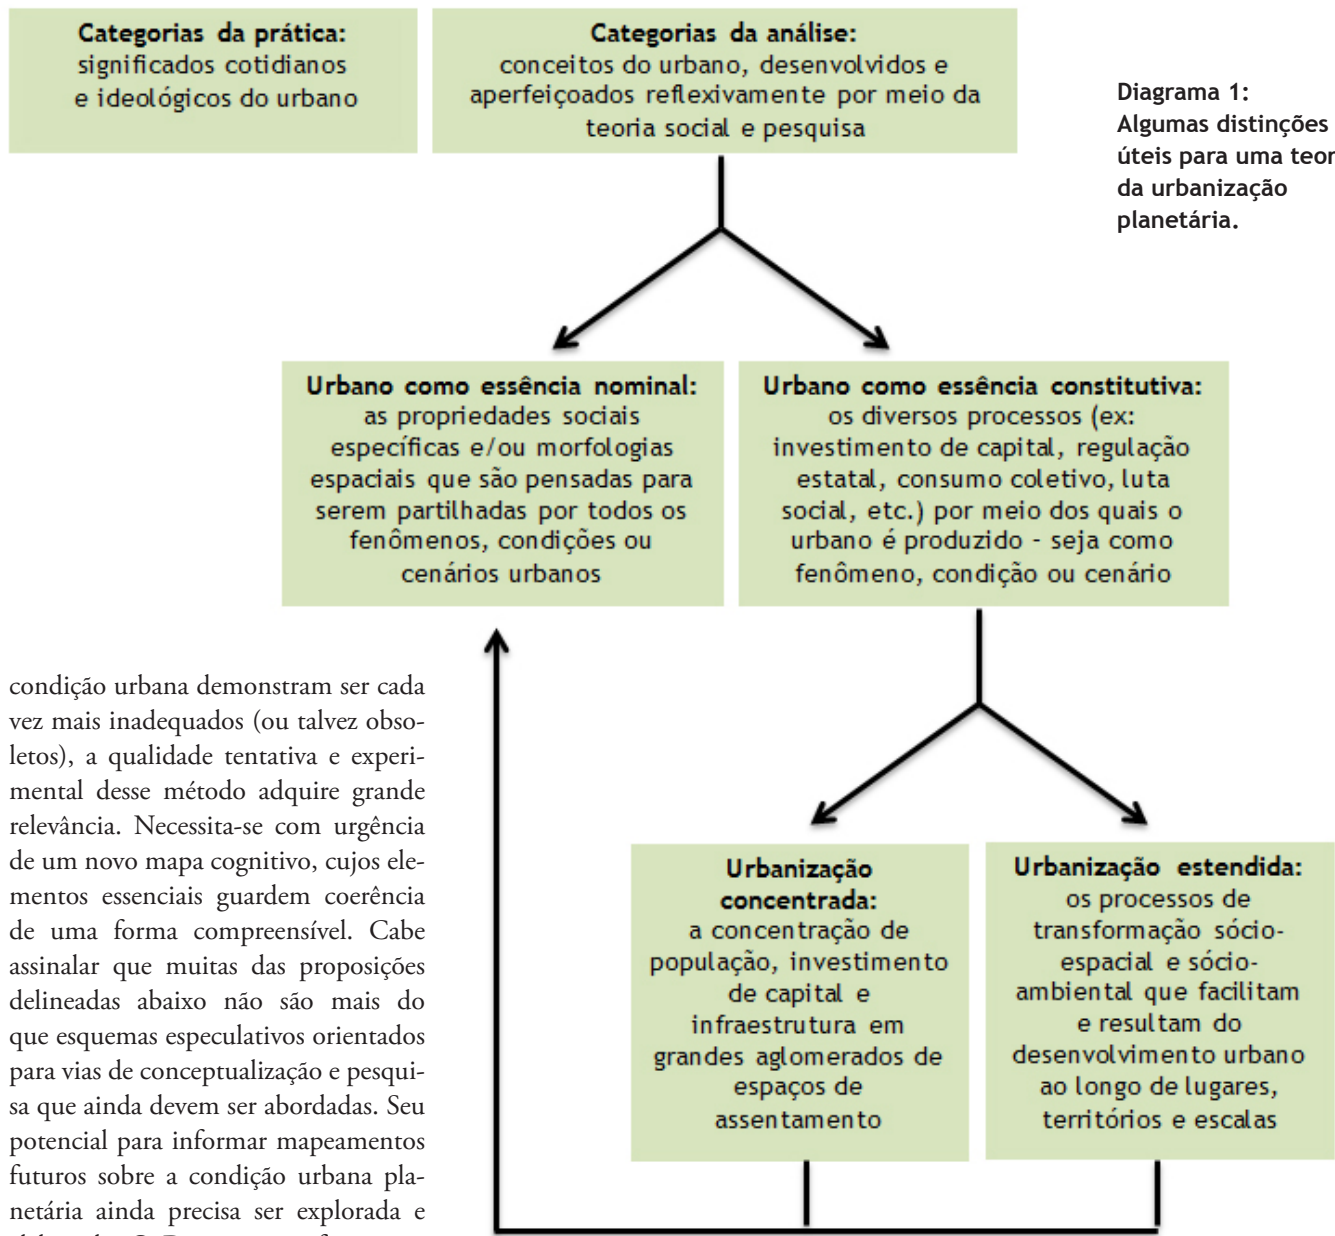 Categorias da prática:
significados cotidianos
e ideológicos do urbano
Categorias da análise:
conceitos do urbano, desenvolvidos e
aperfeiçoados reflexivamente por meio da
teoria social e pesquisa
Diagrama 1:
Algumas distinções
úteis para uma teor
da urbanização
planetária.
Urbano como essência nominal:
as propriedades sociais
específicas e/ou morfologias
espaciais que são pensadas para
serem partilhadas por todos os
fenômenos, condições ou
cenários urbanos
Urbano como essência constitutiva:
os diversos processos (ex:
investimento de capital, regulação
estatal, consumo coletivo, luta
social, etc.) por meio dos quais o
urbano é produzido - seja como
fenômeno, condição ou cenário
condição urbana demonstram ser cada
vez mais inadequados (ou talvez obso-
letos), a qualidade tentativa e experi-
mental desse método adquire grande
relevância. Necessita-se com urgência
de um novo mapa cognitivo, cujos ele-
mentos essenciais guardem coerência
de uma forma compreensível. Cabe
assinalar que muitas das proposições
delineadas abaixo não são mais do
que esquemas especulativos orientados
para vias de conceptualização e pesqui-
sa que ainda devem ser abordadas. Seu
potencial para informar mapeamentos
futuros sobre a condição urbana pla-
netária ainda precisa ser explorada e
Urbanização
concentrada:
a concentração de
população, investimento
de capital e
infraestrutura em
grandes aglomerados de
espaços de
assentamento
Urbanização estendida:
os processos de
transformação sócio-
espacial e sócio-
ambiental que facilitam
e resultam do
desenvolvimento urbano
ao longo de lugares,
territórios e escalas